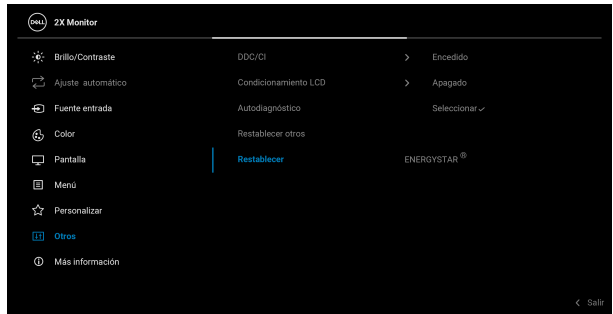 DELL 2X Monitor
Brillo/Contraste
Ajuste automático
Fuente entrada
Color
Pantalla
Menú
Personalizar
Otros
Más información
DDC/CI > Encedido
Condicionamiento LCD > Apagado
Autodiagnóstico Seleccionar ✓
Restablecer otros
Restablecer ENERGYSTAR®
< Salir